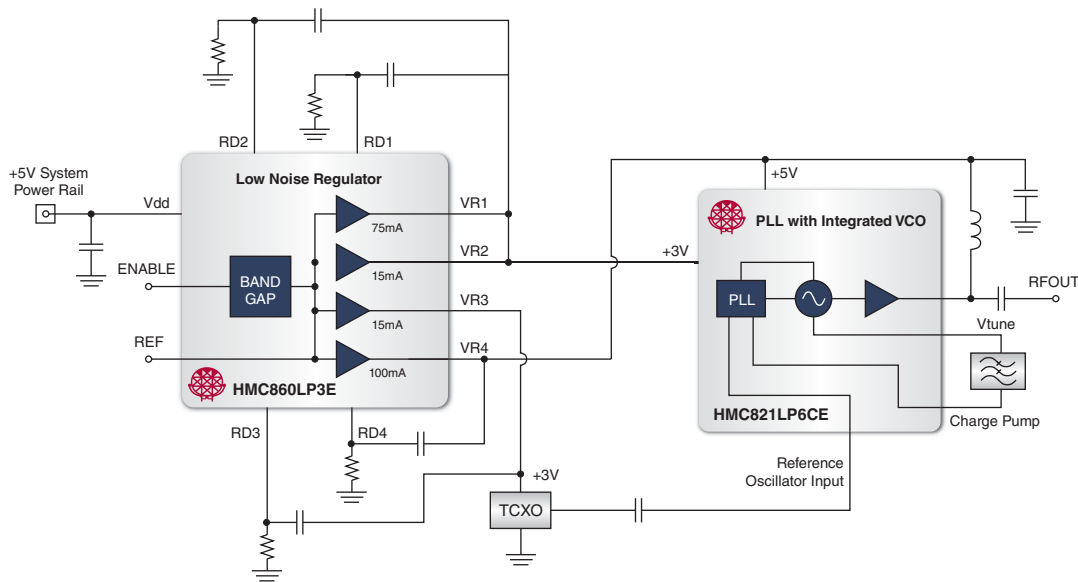 RD2
RD1
+5V System
Power Rail
Vdd
Low Noise Regulator
VR1
75mA
VR2
15mA
ENABLE
BAND
GAP
VR3
15mA
REF
VR4
100mA
HMC860LP3E
RD3
RD4
+5V
PLL with Integrated VCO
+3V
PLL
RFOUT
Vtune
HMC821LP6CE
Charge Pump
Reference
Oscillator Input
+3V
TCXO